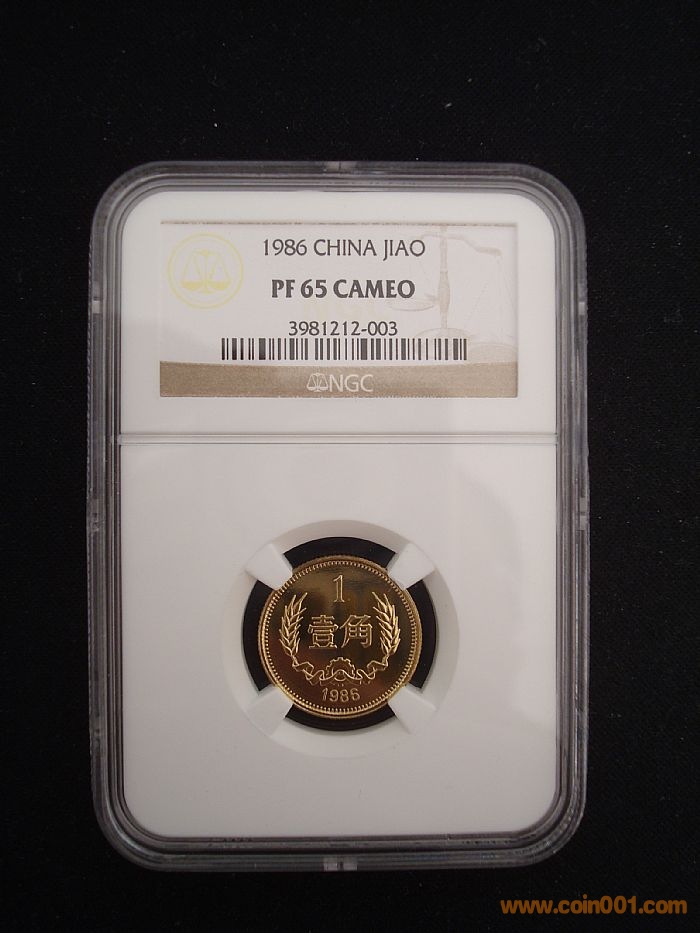 1986 CHINA JIAO
PF 65 CAMEO
3981212-003
NGC
1
壹角
1986
www.coin001.com